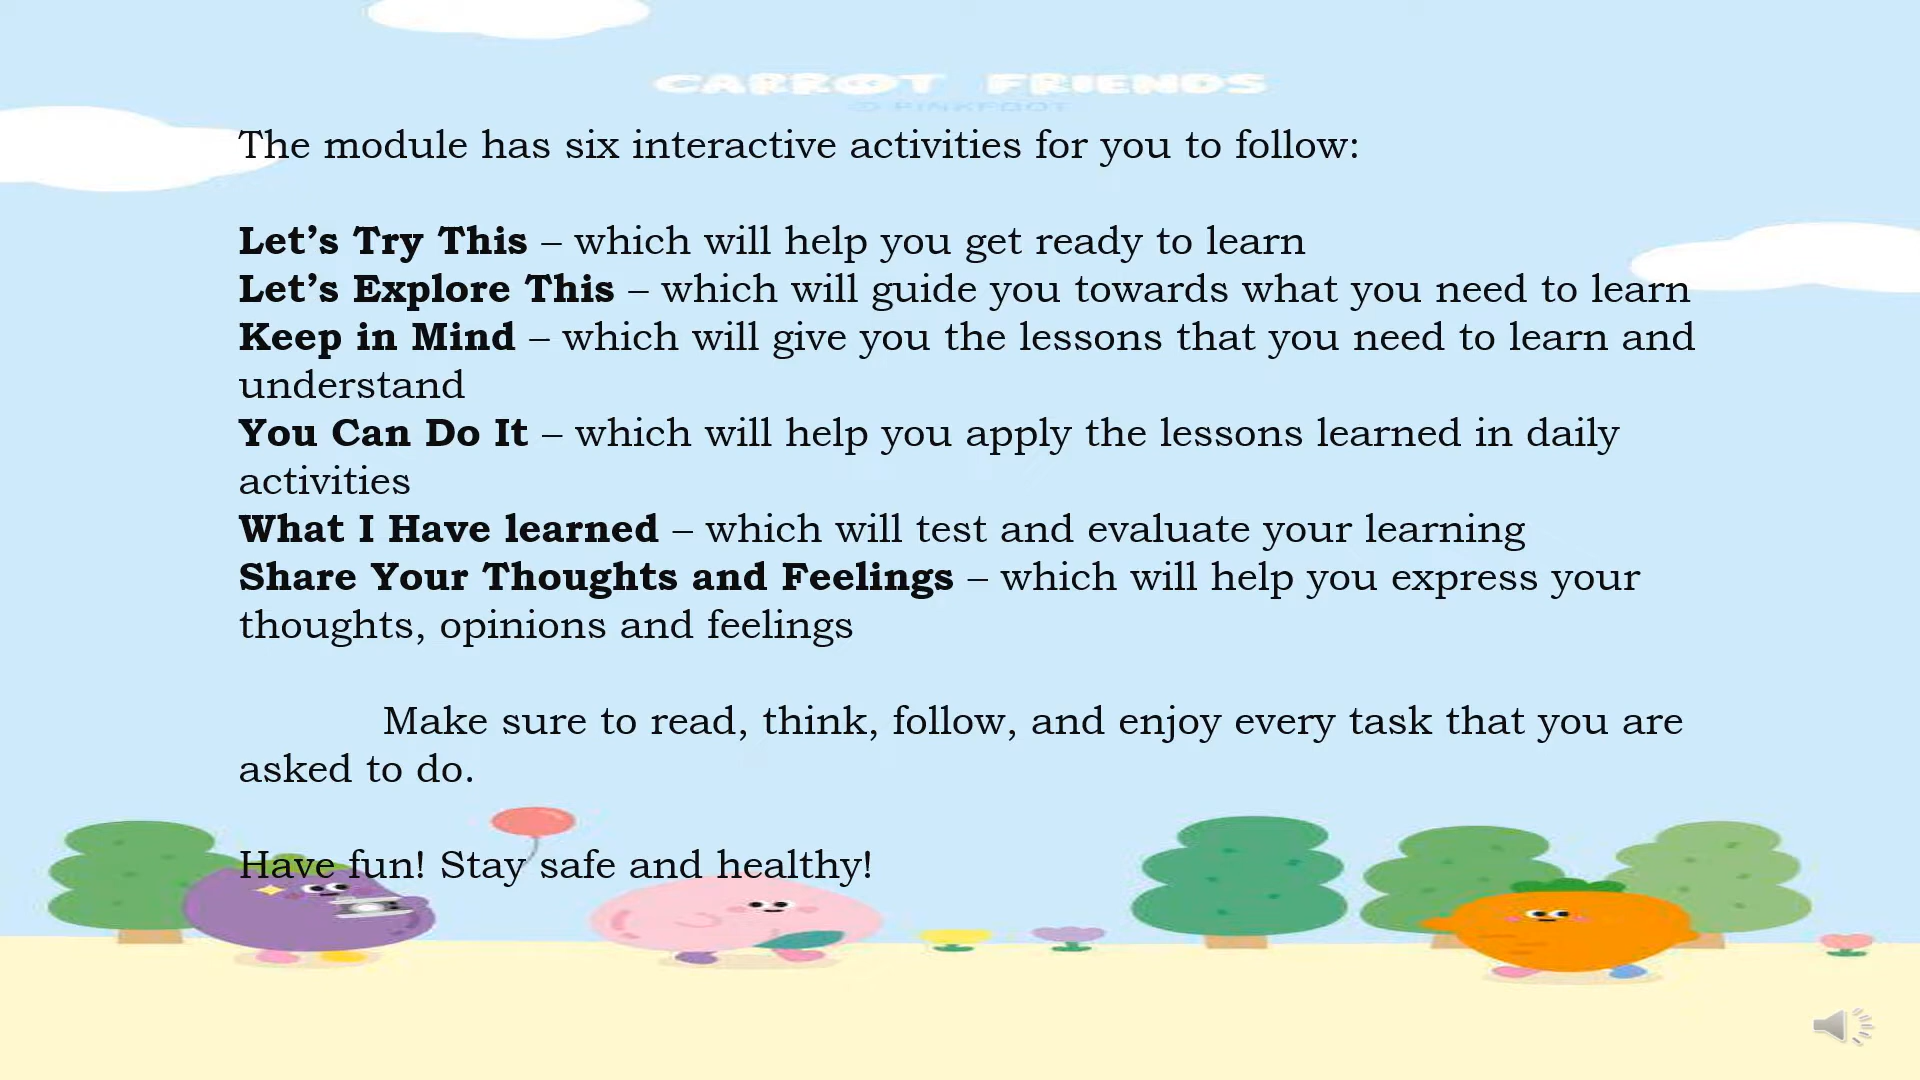 CARROT FRIENDS
© PINKFOOT
The module has six interactive activities for you to follow:
Let’s Try This – which will help you get ready to learn
Let’s Explore This – which will guide you towards what you need to learn
Keep in Mind – which will give you the lessons that you need to learn and
understand
You Can Do It – which will help you apply the lessons learned in daily
activities
What I Have learned – which will test and evaluate your learning
Share Your Thoughts and Feelings – which will help you express your
thoughts, opinions and feelings
Make sure to read, think, follow, and enjoy every task that you are
asked to do.
Have fun! Stay safe and healthy!